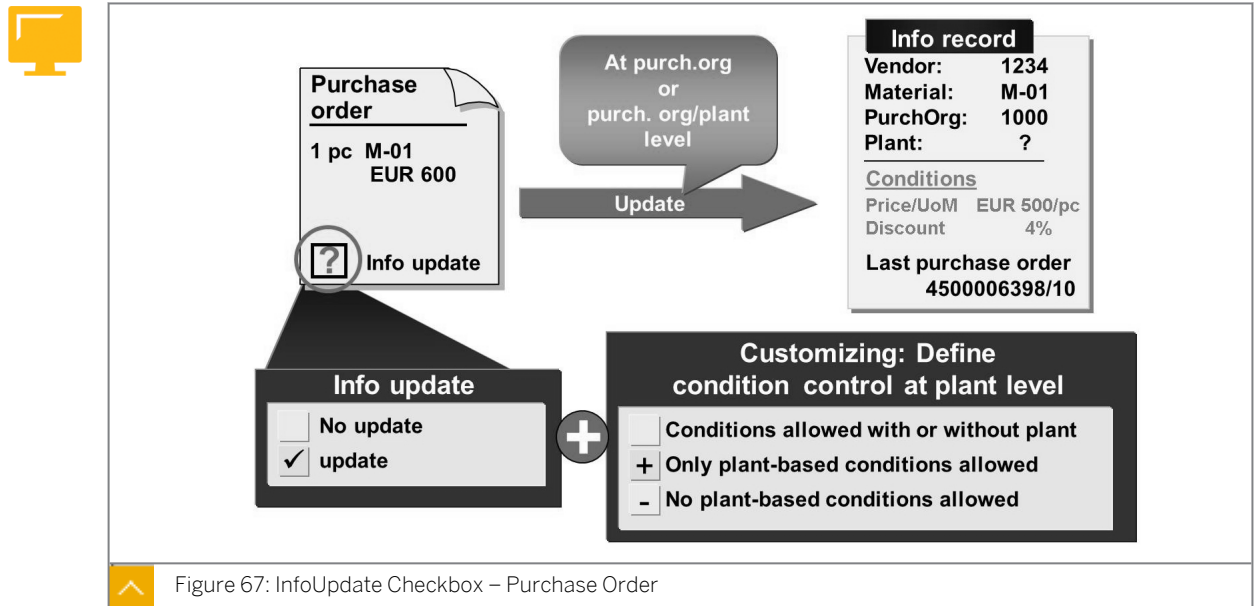 Purchase
order
1 pc M-01
EUR 600
? Info update
At purch.org
or
purch. org/plant
level
Update
Info record
Vendor: 1234
Material: M-01
PurchOrg: 1000
Plant: ?
Conditions
Price/UoM EUR 500/pc
Discount 4%
Last purchase order
4500006398/10
Info update
No update
✓ update
+
Customizing: Define
condition control at plant level
Conditions allowed with or without plant
+ Only plant-based conditions allowed
- No plant-based conditions allowed
Figure 67: InfoUpdate Checkbox – Purchase Order